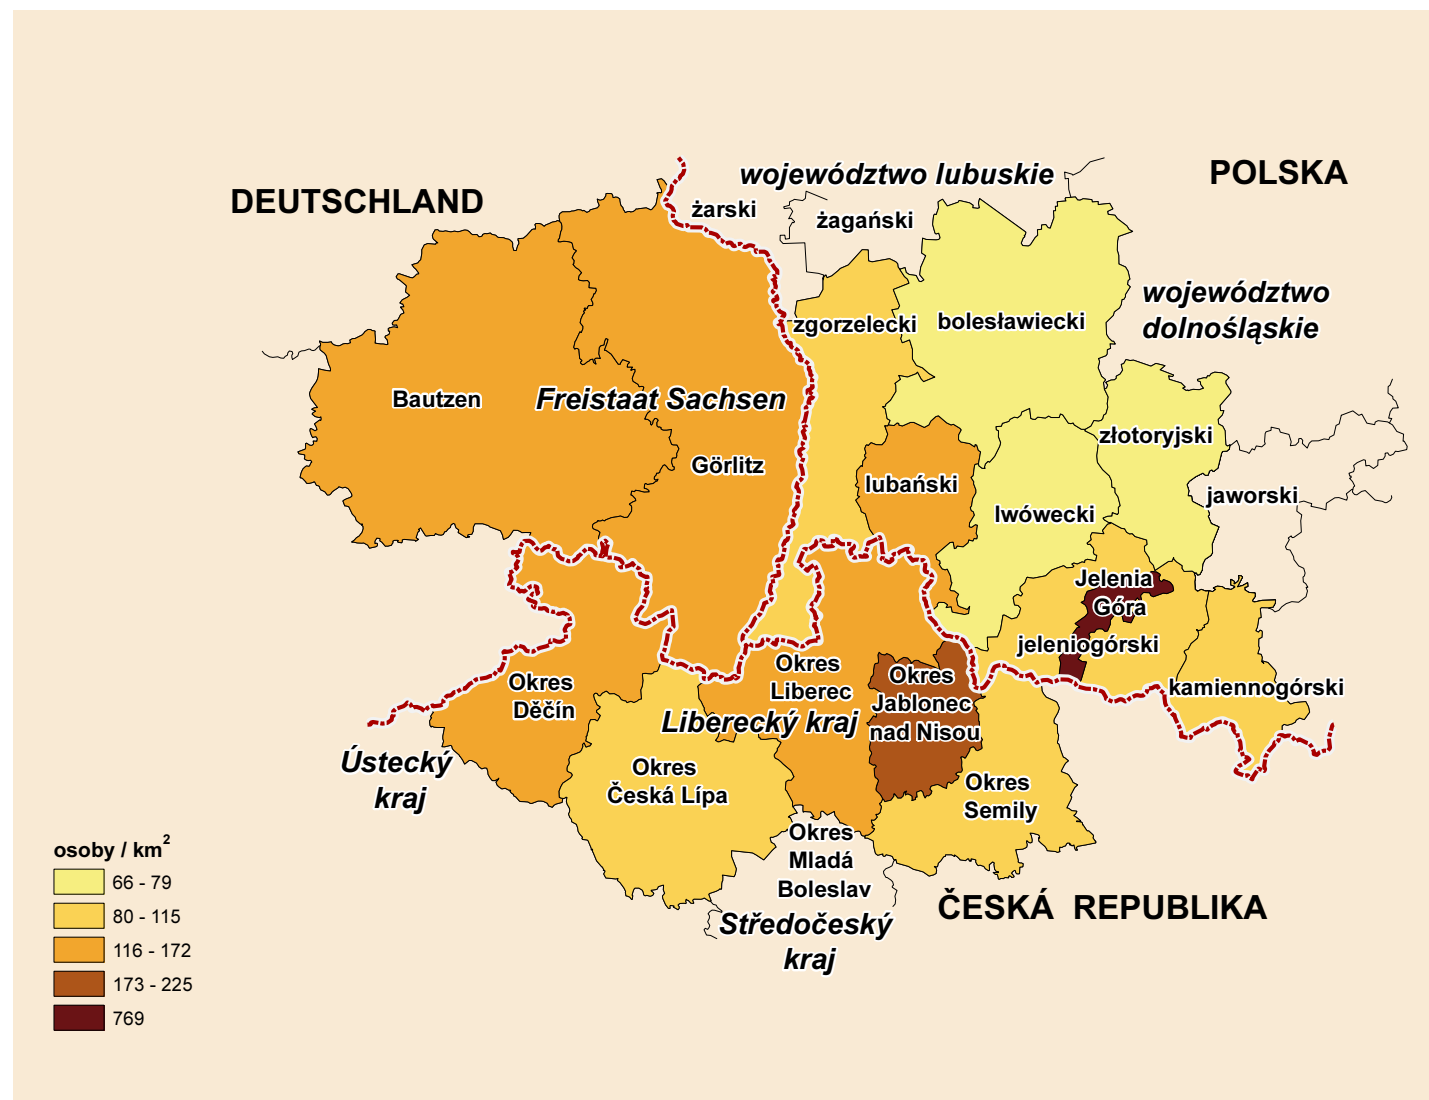 województwo lubuskie
POLSKA
DEUTSCHLAND
żarski
żagański
województwo
dolnośląskie
zgorzelecki
bolesławiecki
Bautzen
Freistaat Sachsen
złotoryjski
Görlitz
lubański
jaworski
lwówecki
Jelenia
Góra
jeleniogórski
kamiennogórski
Okres
Liberec
Okres
Jablonec
nad Nisou
Okres
Děčín
Liberecký kraj
Ústecký
kraj
Okres
Česká Lípa
Okres
Semily
Okres
Mladá
Boleslav
ČESKÁ REPUBLIKA
Středočeský
kraj
osoby / km²
66 - 79
80 - 115
116 - 172
173 - 225
769